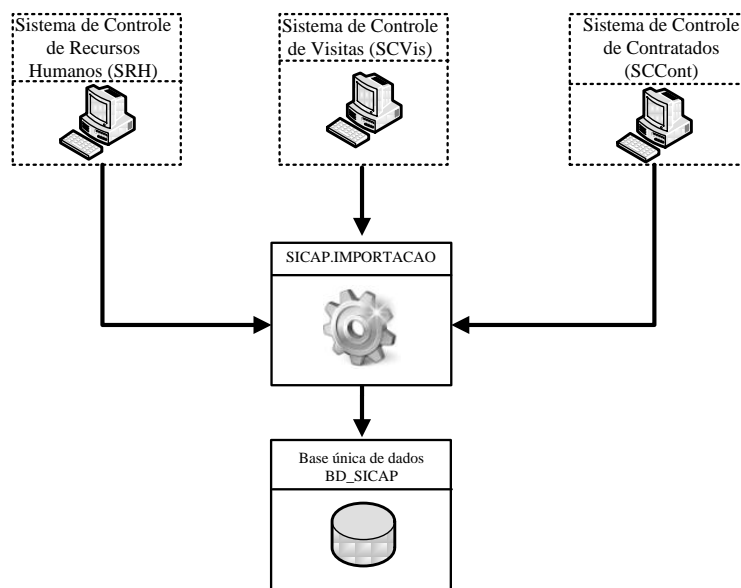 Sistema de Controle
de Recursos
Humanos (SRH)
Sistema de Controle
de Visitas (SCVis)
Sistema de Controle
de Contratados
(SCCont)
SICAP.IMPORTACAO
Base única de dados
BD_SICAP